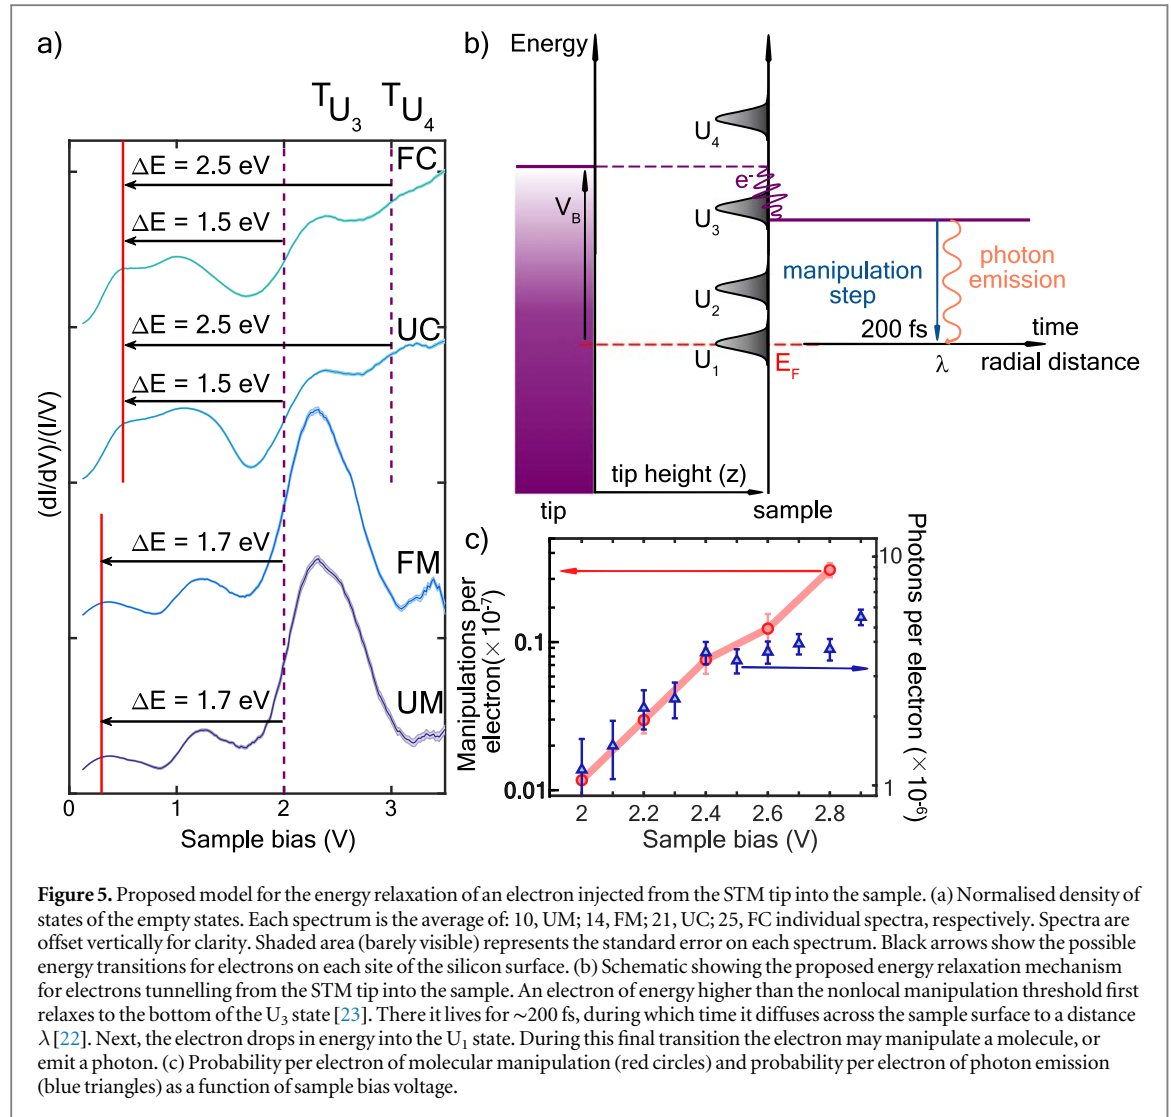 a)
T_U3 T_U4
FC
ΔE = 2.5 eV
ΔE = 1.5 eV
UC
ΔE = 2.5 eV
ΔE = 1.5 eV
FM
ΔE = 1.7 eV
UM
ΔE = 1.7 eV
(dI/dV)/(I/V)
0 1 2 3
Sample bias (V)
b)
Energy
U4
e-
VB
U3
U2
U1
EF
photon
emission
manipulation
step
200 fs
time
λ
radial distance
tip height (z)
tip
sample
c)
Manipulations per
electron(× 10-7)
0.1
0.01
Photons per electron (× 10-6)
10
1
2 2.2 2.4 2.6 2.8
Sample bias (V)
Figure 5. Proposed model for the energy relaxation of an electron injected from the STM tip into the sample. (a) Normalised density of
states of the empty states. Each spectrum is the average of: 10, UM; 14, FM; 21, UC; 25, FC individual spectra, respectively. Spectra are
offset vertically for clarity. Shaded area (barely visible) represents the standard error on each spectrum. Black arrows show the possible
energy transitions for electrons on each site of the silicon surface. (b) Schematic showing the proposed energy relaxation mechanism
for electrons tunnelling from the STM tip into the sample. An electron of energy higher than the nonlocal manipulation threshold first
relaxes to the bottom of the U3 state [23]. There it lives for ~200 fs, during which time it diffuses across the sample surface to a distance
λ [22]. Next, the electron drops in energy into the U1 state. During this final transition the electron may manipulate a molecule, or
emit a photon. (c) Probability per electron of molecular manipulation (red circles) and probability per electron of photon emission
(blue triangles) as a function of sample bias voltage.